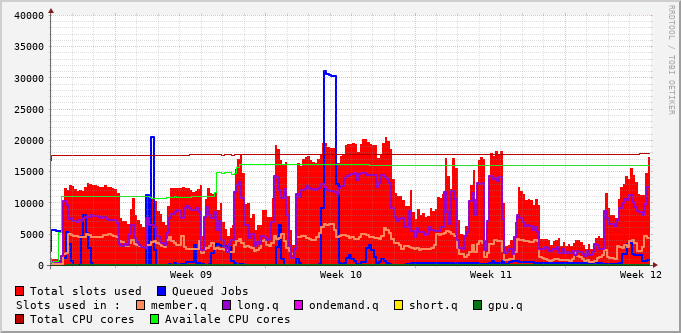 40000
35000
30000
25000
20000
15000
10000
5000
0
Week 09 Week 10 Week 11 Week 12
RRDTOOL / TOBI OETIKER
Total slots used Queued Jobs
Slots used in : member.q long.q ondemand.q short.q gpu.q
Total CPU cores Availale CPU cores